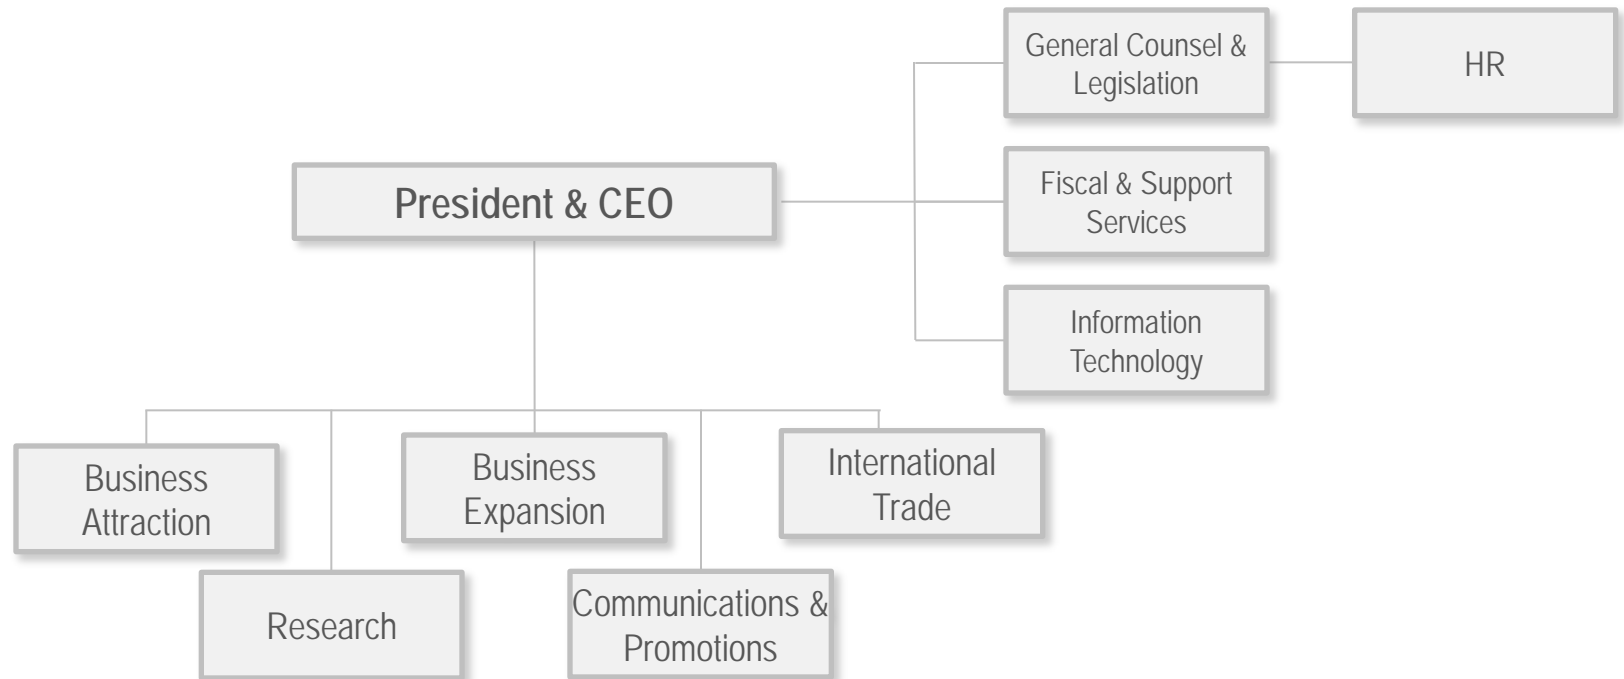 General Counsel &
Legislation
HR
President & CEO
Fiscal & Support
Services
Information
Technology
Business
Attraction
Business
Expansion
International
Trade
Research
Communications &
Promotions